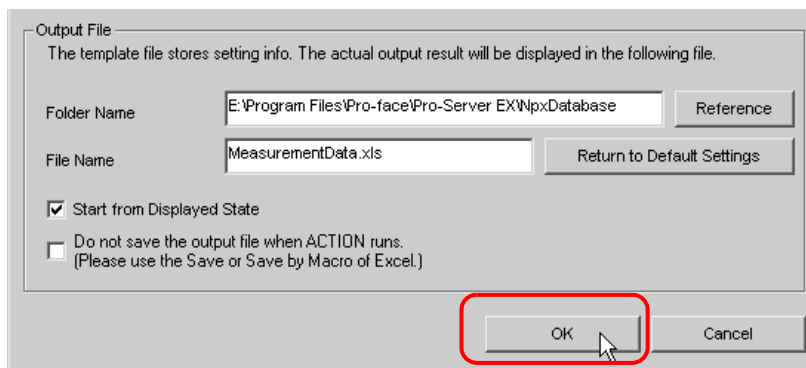 Output File
The template file stores setting info. The actual output result will be displayed in the following file.
Folder Name
E:\Program Files\Pro-face\Pro-Server EX\NpxDatabase
Reference
File Name
MeasurementData.xls
Return to Default Settings
Start from Displayed State
Do not save the output file when ACTION runs.
(Please use the Save or Save by Macro of Excel.)
OK
Cancel